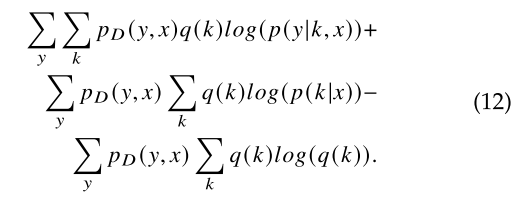 ∑_y ∑_k p_D(y,x)q(k)log(p(y|k,x))+
∑_y p_D(y,x) ∑_k q(k)log(p(k|x))− (12)
∑_y p_D(y,x) ∑_k q(k)log(q(k)).